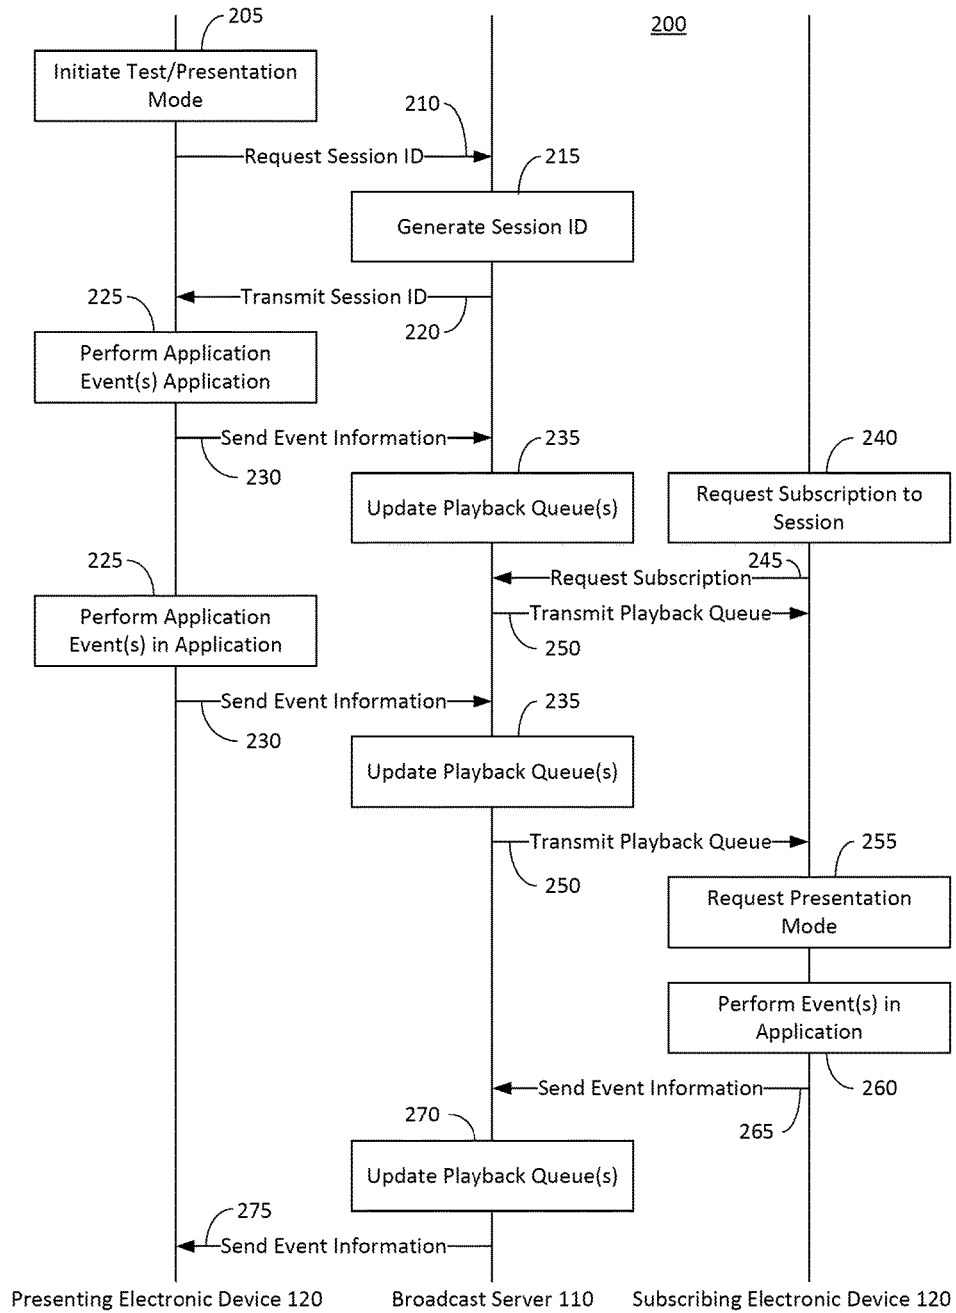 205
200
Initiate Test/Presentation
Mode
210
Request Session ID
215
Generate Session ID
225
Transmit Session ID
220
Perform Application
Event(s) Application
Send Event Information
230
235
240
Update Playback Queue(s)
Request Subscription to
Session
225
245
Request Subscription
Perform Application
Event(s) in Application
Transmit Playback Queue
250
Send Event Information
230
235
Update Playback Queue(s)
Transmit Playback Queue
250
255
Request Presentation
Mode
Perform Event(s) in
Application
Send Event Information
260
265
270
Update Playback Queue(s)
275
Send Event Information
Presenting Electronic Device 120
Broadcast Server 110
Subscribing Electronic Device 120